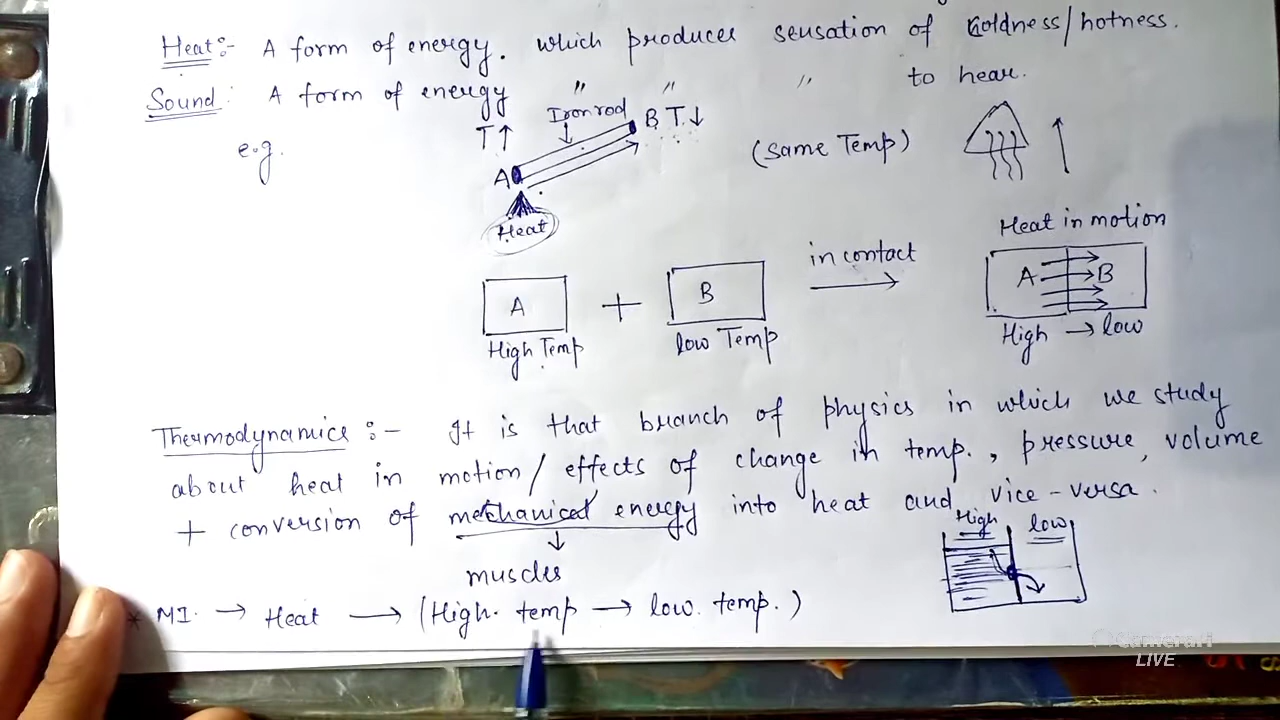 Heat:- A form of energy. which produces sensation of Coldness/hotness.
Sound: A form of energy " " " to hear.
e.g.
T↑ Iron rod B T.↓
A
Heat
(Same Temp)
Heat in motion
A + B in contact → A B
High Temp low Temp High → low
Thermodynamics :- It is that branch of physics in which we study
about heat in motion/effects of change in temp., pressure, volume
+ conversion of mechanical energy into heat and vice-versa.
↓
muscles
High low
* MI. → Heat → (High. temp → low. temp.)
LIVE